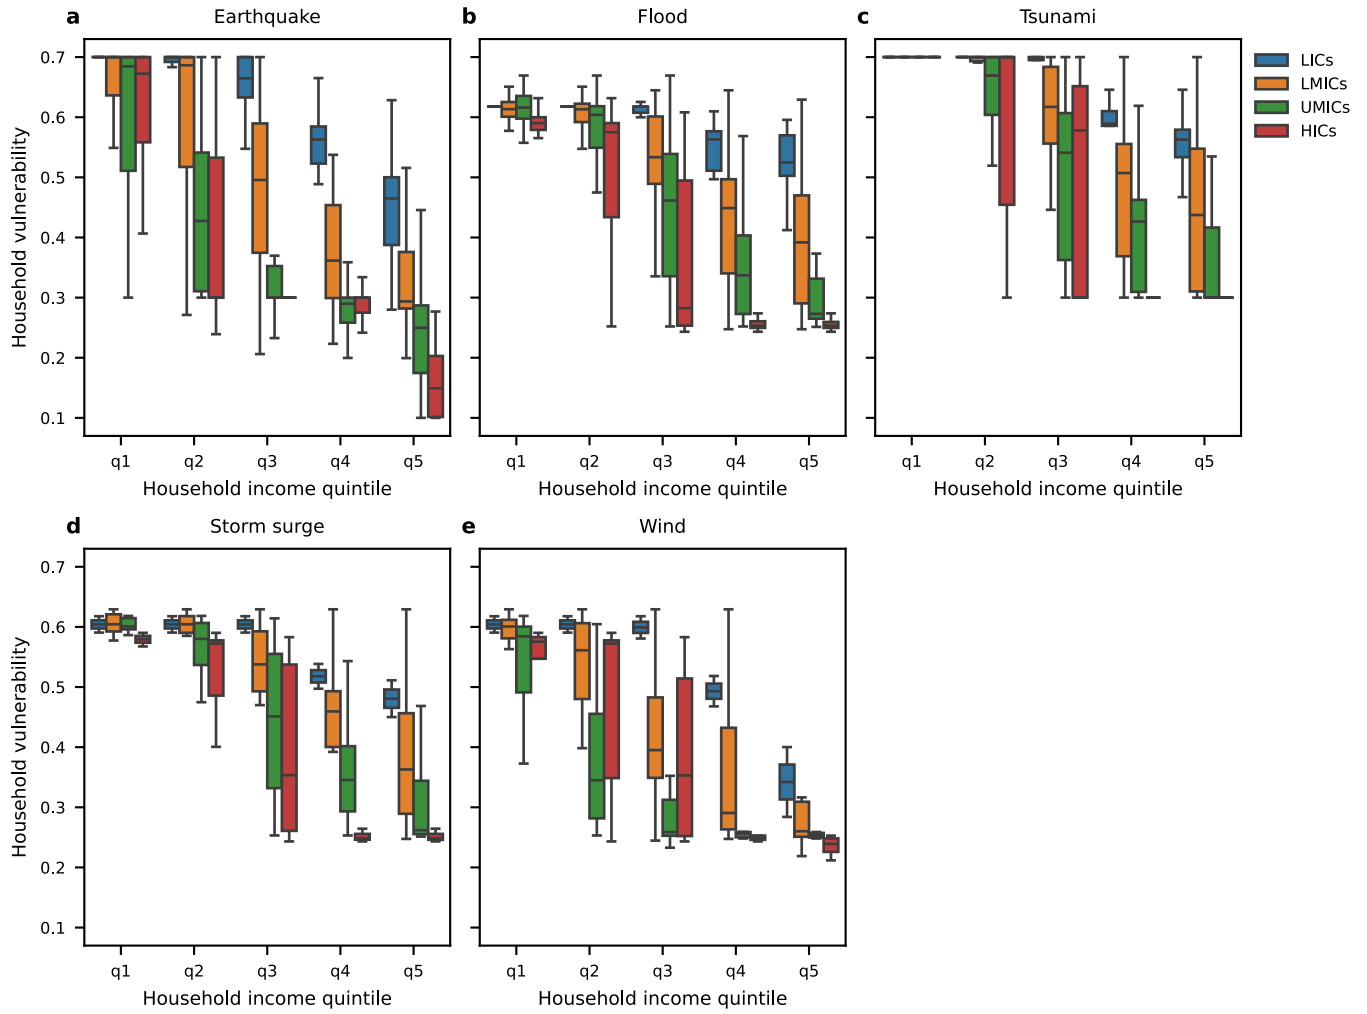 a Earthquake
b Flood
c Tsunami
LICs
LMICs
UMICs
HICs
Household vulnerability
0.7
0.6
0.5
0.4
0.3
0.2
0.1
q1 q2 q3 q4 q5
Household income quintile
q1 q2 q3 q4 q5
Household income quintile
q1 q2 q3 q4 q5
Household income quintile
d Storm surge
e Wind
Household vulnerability
0.7
0.6
0.5
0.4
0.3
0.2
0.1
q1 q2 q3 q4 q5
Household income quintile
q1 q2 q3 q4 q5
Household income quintile